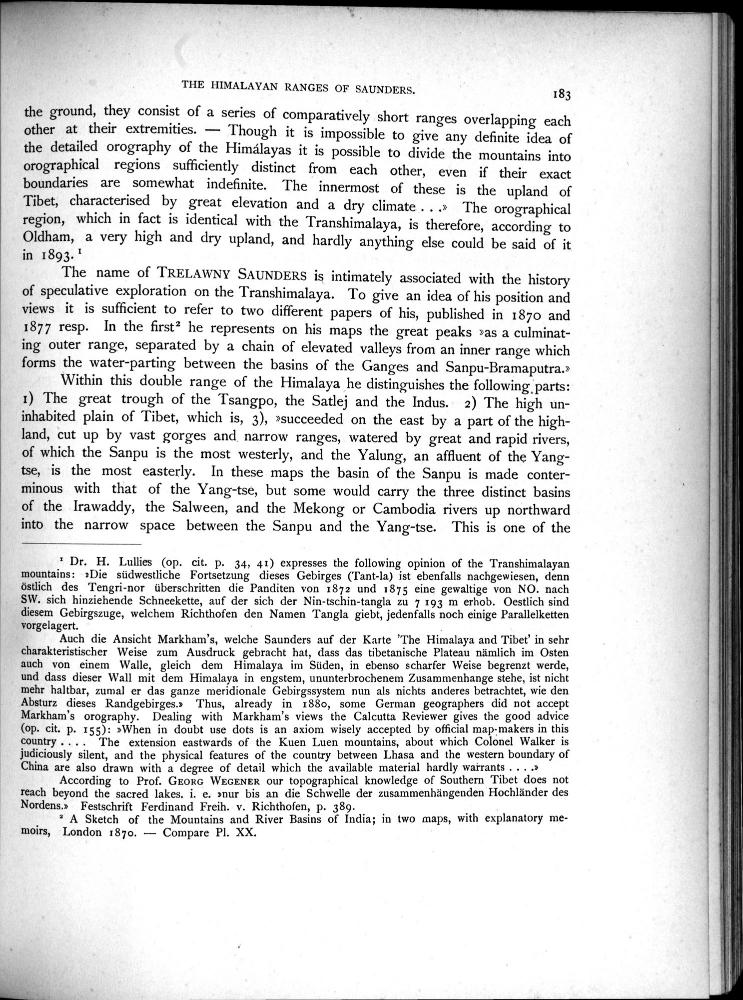 THE HIMALAYAN RANGES OF SAUNDERS.
183
the ground, they consist of a series of comparatively short ranges overlapping each
other at their extremities. — Though it is impossible to give any definite idea of
the detailed orography of the Himálayas it is possible to divide the mountains into
orographical regions sufficiently distinct from each other, even if their exact
boundaries are somewhat indefinite. The innermost of these is the upland of
Tibet, characterised by great elevation and a dry climate . . .» The orographical
region, which in fact is identical with the Transhimalaya, is therefore, according to
Oldham, a very high and dry upland, and hardly anything else could be said of it
in 1893.¹
The name of TRELAWNY SAUNDERS is intimately associated with the history
of speculative exploration on the Transhimalaya. To give an idea of his position and
views it is sufficient to refer to two different papers of his, published in 1870 and
1877 resp. In the first² he represents on his maps the great peaks »as a culminat-
ing outer range, separated by a chain of elevated valleys from an inner range which
forms the water-parting between the basins of the Ganges and Sanpu-Bramaputra.»
Within this double range of the Himalaya he distinguishes the following parts:
1) The great trough of the Tsangpo, the Satlej and the Indus. 2) The high un-
inhabited plain of Tibet, which is, 3), »succeeded on the east by a part of the high-
land, cut up by vast gorges and narrow ranges, watered by great and rapid rivers,
of which the Sanpu is the most westerly, and the Yalung, an affluent of the Yang-
tse, is the most easterly. In these maps the basin of the Sanpu is made conter-
minous with that of the Yang-tse, but some would carry the three distinct basins
of the Irawaddy, the Salween, and the Mekong or Cambodia rivers up northward
into the narrow space between the Sanpu and the Yang-tse. This is one of the
¹ Dr. H. Lullies (op. cit. p. 34, 41) expresses the following opinion of the Transhimalayan
mountains: »Die südwestliche Fortsetzung dieses Gebirges (Tant-la) ist ebenfalls nachgewiesen, denn
östlich des Tengri-nor überschritten die Panditen von 1872 und 1875 eine gewaltige von NO. nach
SW. sich hinziehende Schneekette, auf der sich der Nin-tschin-tangla zu 7 193 m erhob. Oestlich sind
diesem Gebirgszuge, welchem Richthofen den Namen Tangla giebt, jedenfalls noch einige Parallelketten
vorgelagert.
Auch die Ansicht Markham's, welche Saunders auf der Karte 'The Himalaya and Tibet' in sehr
charakteristischer Weise zum Ausdruck gebracht hat, dass das tibetanische Plateau nämlich im Osten
auch von einem Walle, gleich dem Himalaya im Süden, in ebenso scharfer Weise begrenzt werde,
und dass dieser Wall mit dem Himalaya in engstem, ununterbrochenem Zusammenhange stehe, ist nicht
mehr haltbar, zumal er das ganze meridionale Gebirgssystem nun als nichts anderes betrachtet, wie den
Absturz dieses Randgebirges.» Thus, already in 1880, some German geographers did not accept
Markham's orography. Dealing with Markham's views the Calcutta Reviewer gives the good advice
(op. cit. p. 155): »When in doubt use dots is an axiom wisely accepted by official map-makers in this
country . . . . The extension eastwards of the Kuen Luen mountains, about which Colonel Walker is
judiciously silent, and the physical features of the country between Lhasa and the western boundary of
China are also drawn with a degree of detail which the available material hardly warrants . . . .»
According to Prof. GEORG WEGENER our topographical knowledge of Southern Tibet does not
reach beyond the sacred lakes. i. e. »nur bis an die Schwelle der zusammenhängenden Hochländer des
Nordens.» Festschrift Ferdinand Freih. v. Richthofen, p. 389.
² A Sketch of the Mountains and River Basins of India; in two maps, with explanatory me-
moirs, London 1870. — Compare Pl. XX.